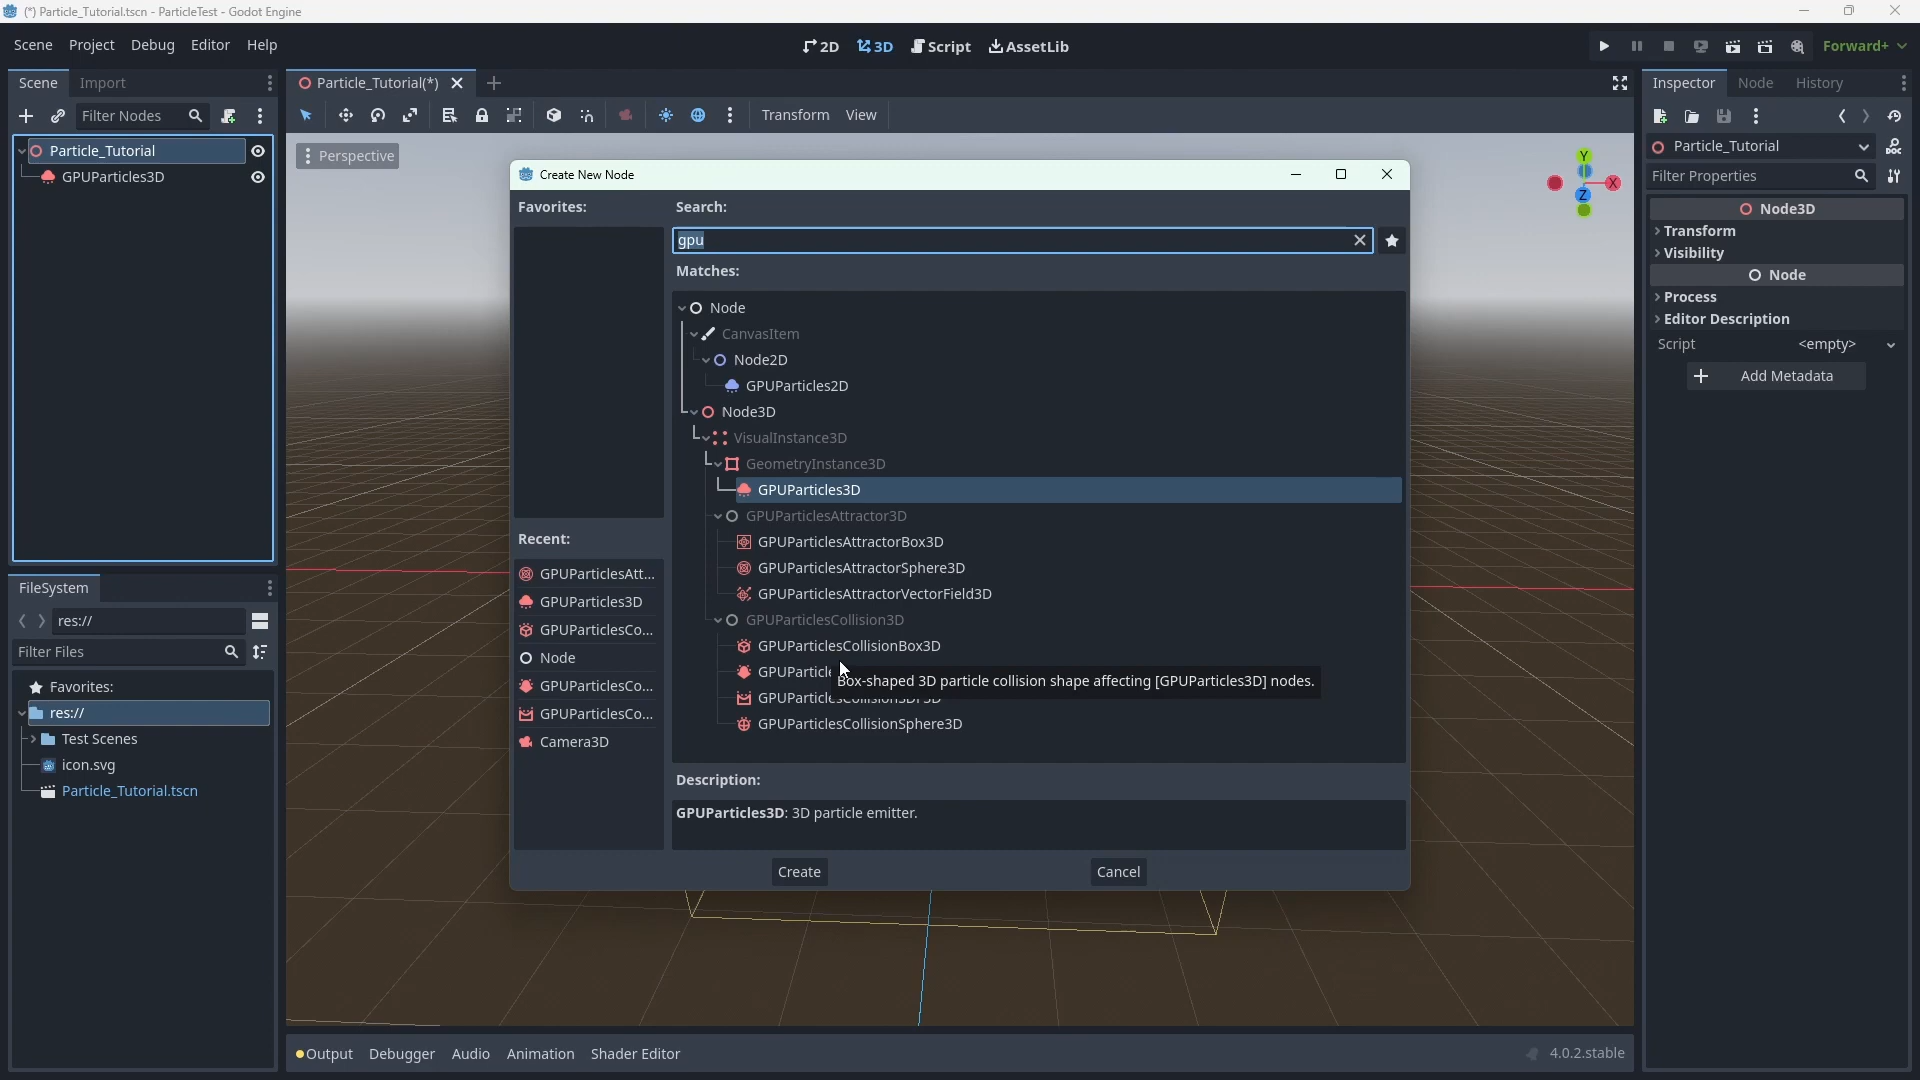 (*) Particle_Tutorial.tscn - ParticleTest - Godot Engine
Scene Project Debug Editor Help
2D 3D Script AssetLib
Forward+
Scene Import
Particle_Tutorial(*)
Inspector Node History
Filter Nodes
Transform View
Particle_Tutorial
GPUParticles3D
Perspective
Y
X
Z
Create New Node
Favorites:
Search:
gpu
Matches:
Node
CanvasItem
Node2D
GPUParticles2D
Node3D
VisualInstance3D
GeometryInstance3D
GPUParticles3D
GPUParticlesAttractor3D
GPUParticlesAttractorBox3D
GPUParticlesAttractorSphere3D
GPUParticlesAttractorVectorField3D
GPUParticlesCollision3D
GPUParticlesCollisionBox3D
GPUParticle
Box-shaped 3D particle collision shape affecting [GPUParticles3D] nodes.
GPUParticlesCollisionSDF3D
GPUParticlesCollisionSphere3D
Recent:
GPUParticlesAtt...
GPUParticles3D
GPUParticlesCo...
Node
GPUParticlesCo...
GPUParticlesCo...
Camera3D
Description:
GPUParticles3D: 3D particle emitter.
Create Cancel
Particle_Tutorial
Filter Properties
Node3D
Transform
Visibility
Node
Process
Editor Description
Script <empty>
Add Metadata
FileSystem
res://
Filter Files
Favorites:
res://
Test Scenes
icon.svg
Particle_Tutorial.tscn
Output Debugger Audio Animation Shader Editor
4.0.2.stable